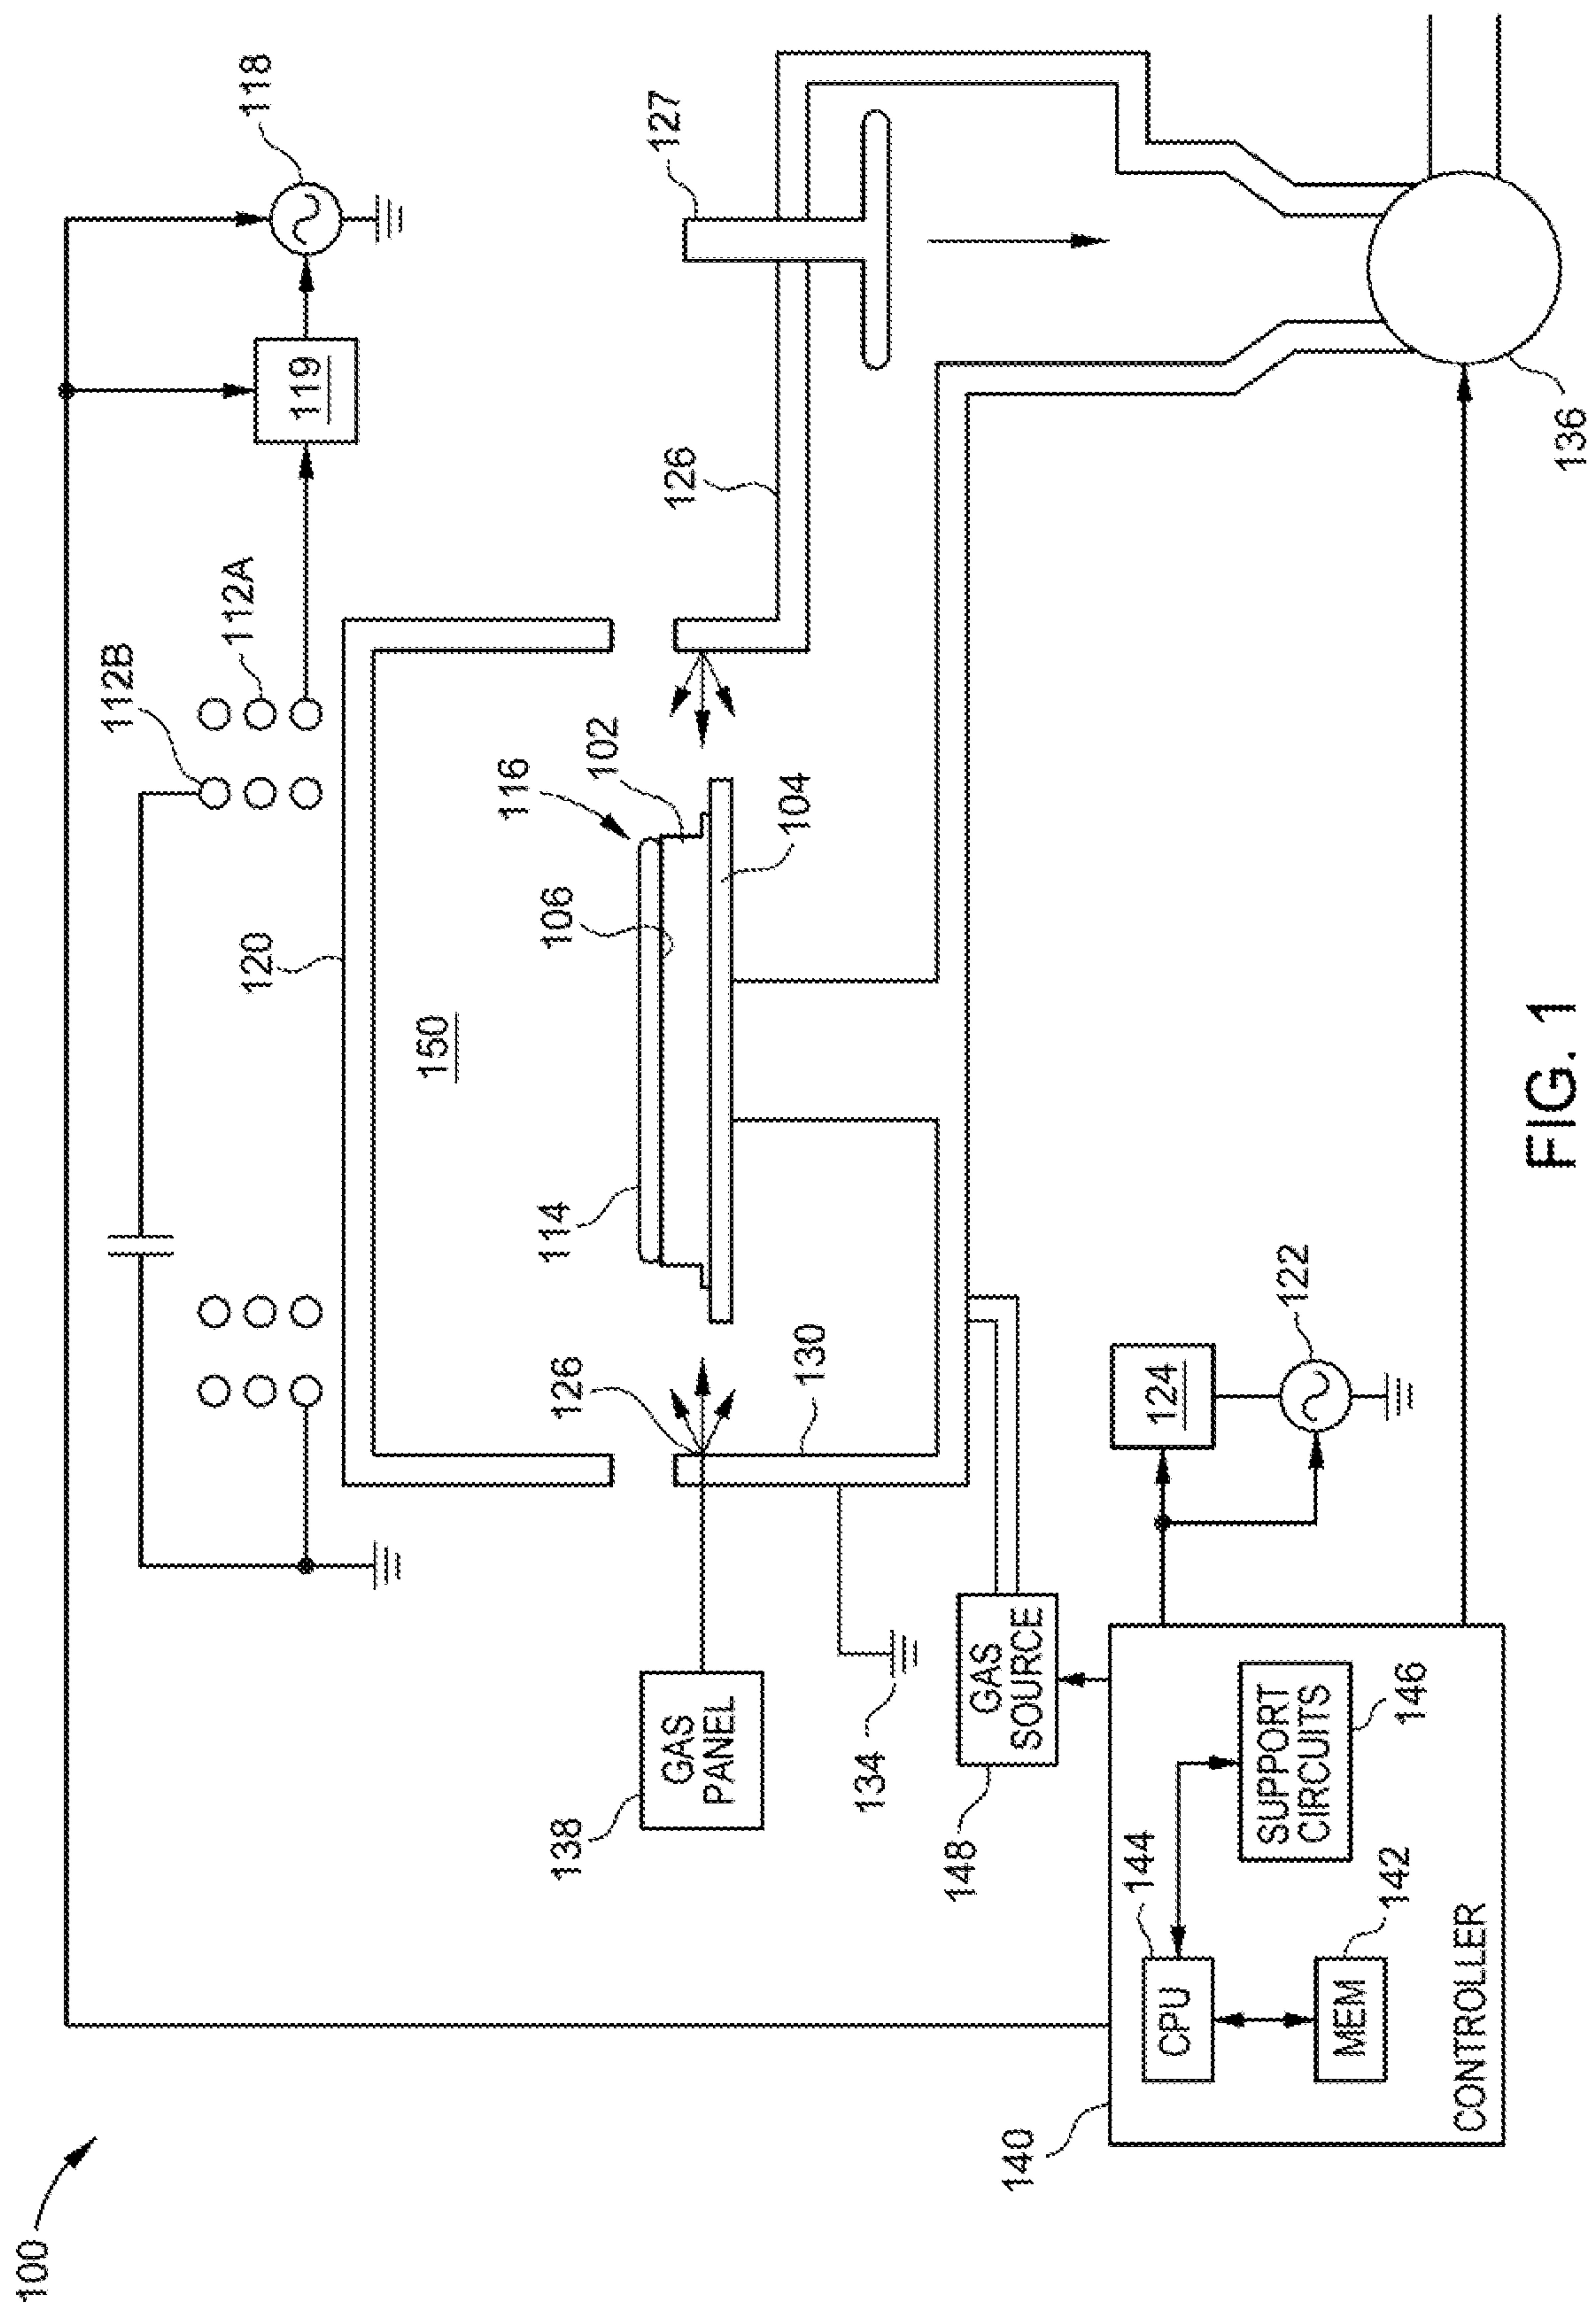 100
118
119
112B
112A
127
120
126
150
116
102
106
104
114
126
130
138
GAS
PANEL
134
148
GAS
SOURCE
124
122
136
140
144
CPU
SUPPORT
CIRCUITS
146
MEM
142
CONTROLLER
FIG. 1